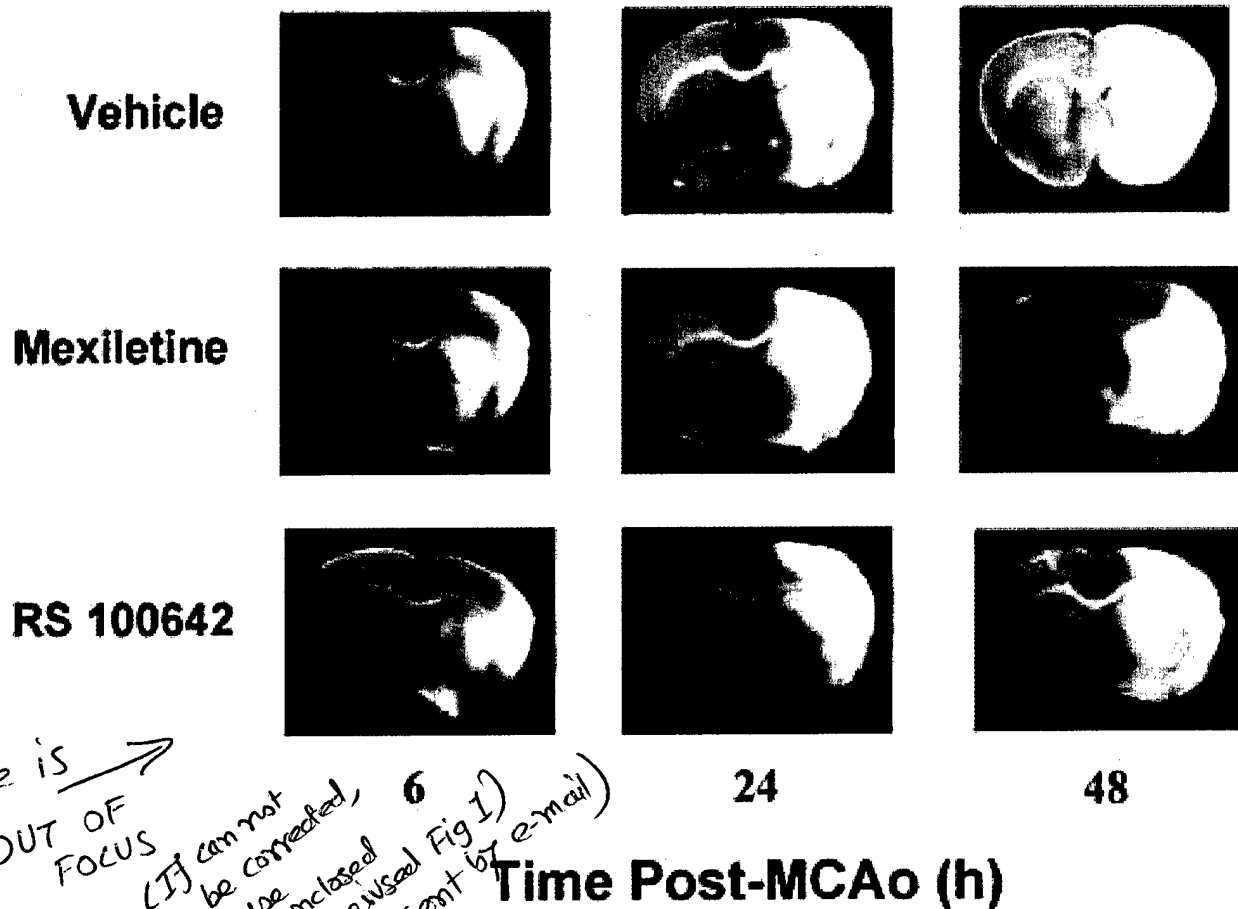 Vehicle
Mexiletine
RS 100642
6
24
48
Time Post-MCAo (h)
is
OUT OF
FOCUS
(If can not
be corrected,
use enclosed
revised Fig 1)
sent by e-mail)